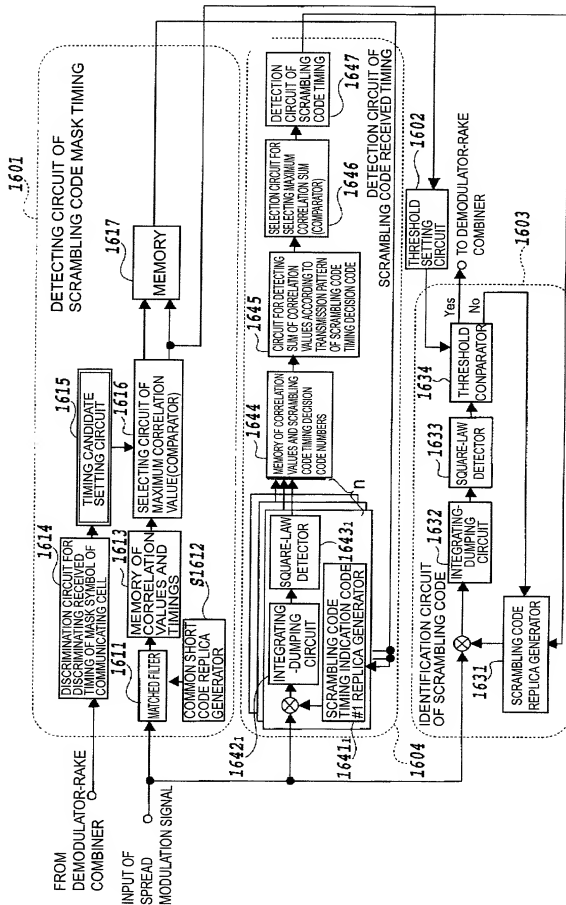 1601
DETECTING CIRCUIT OF
SCRAMBLING CODE MASK TIMING
FROM
DEMODULATOR-RAKE
COMBINER
1614
DISCRIMINATION CIRCUIT FOR
DISCRIMINATING RECEIVED
TIMING OF MASK SYMBOL OF
COMMUNICATING CELL
1615
TIMING CANDIDATE
SETTING CIRCUIT
1616
SELECTING CIRCUIT OF
MAXIMUM CORRELATION
VALUE(COMPARATOR)
1617
MEMORY
1613
MEMORY OF
CORRELATION
VALUES AND
TIMINGS
1611
MATCHED FILTER
1612
COMMON SHORT
CODE REPLICA
GENERATOR
INPUT OF
SPREAD
MODULATION SIGNAL
1642₁
INTEGRATING
-DUMPING
CIRCUIT
SQUARE-LAW
DETECTOR
1643₁
SCRAMBLING CODE
TIMING INDICATION CODE
#1 REPLICA GENERATOR
1641₁
n
1644
MEMORY OF CORRELATION
VALUES AND SCRAMBLING
CODE TIMING DECISION
CODE NUMBERS
1645
CIRCUIT FOR DETECTING
SUM OF CORRELATION
VALUES ACCORDING TO
TRANSMISSION PATTERN
OF SCRAMBLING CODE
TIMING DECISION CODE
SELECTION CIRCUIT FOR
SELECTING MAXIMUM
CORRELATION SUM
(COMPARATOR)
1646
DETECTION
CIRCUIT OF
SCRAMBLING
CODE TIMING
1647
DETECTION CIRCUIT OF
SCRAMBLING CODE RECEIVED TIMING
1604
1602
THRESHOLD
SETTING
CIRCUIT
TO DEMODULATOR-RAKE
COMBINER
1603
IDENTIFICATION CIRCUIT
OF SCRAMBLING CODE
1632
INTEGRATING-
DUMPING
CIRCUIT
1633
SQUARE-LAW
DETECTOR
1634
THRESHOLD
CONPARATOR
Yes
No
1631
SCRAMBLING CODE
REPLICA GENERATOR